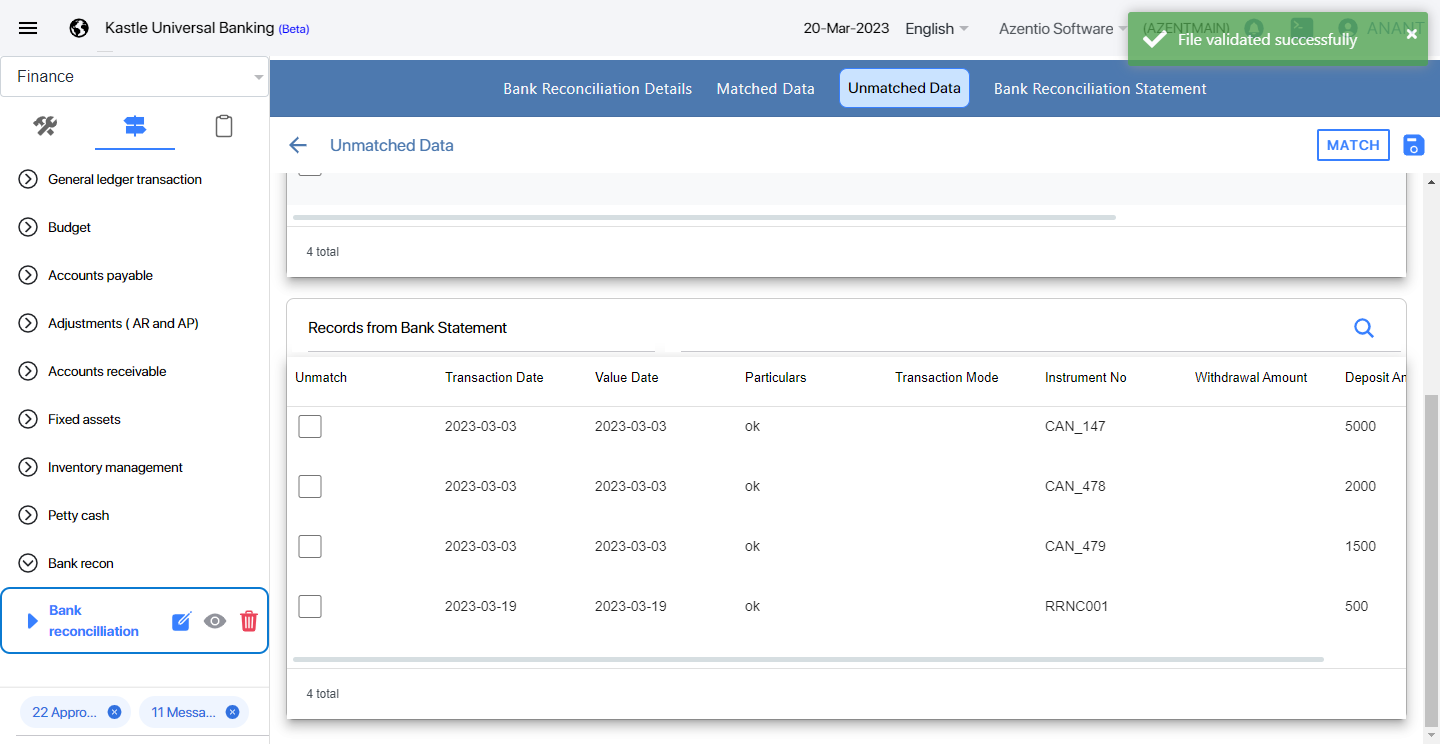 Kastle Universal Banking (Beta)
20-Mar-2023
English
Azentio Software
(AZENTMAIN)
ANANT
File validated successfully
Finance
Bank Reconciliation Details
Matched Data
Unmatched Data
Bank Reconciliation Statement
Unmatched Data
MATCH
General ledger transaction
Budget
Accounts payable
Adjustments ( AR and AP)
Accounts receivable
Fixed assets
Inventory management
Petty cash
Bank recon
Bank
reconcilliation
22 Appro...
11 Messa...
4 total
Records from Bank Statement
Unmatch Transaction Date Value Date Particulars Transaction Mode Instrument No Withdrawal Amount Deposit An
2023-03-03 2023-03-03 ok CAN_147 5000
2023-03-03 2023-03-03 ok CAN_478 2000
2023-03-03 2023-03-03 ok CAN_479 1500
2023-03-19 2023-03-19 ok RRNC001 500
4 total